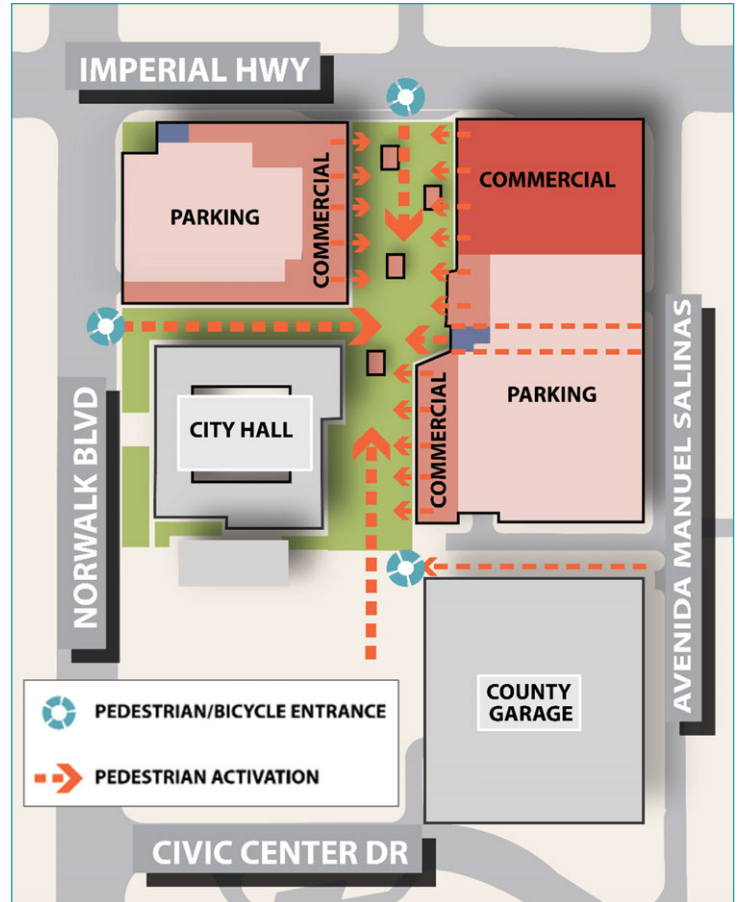 IMPERIAL HWY
COMMERCIAL
PARKING
COMMERCIAL
CITY HALL
PARKING
COMMERCIAL
NORWALK BLVD
AVENIDA MANUEL SALINAS
COUNTY
GARAGE
PEDESTRIAN/BICYCLE ENTRANCE
PEDESTRIAN ACTIVATION
CIVIC CENTER DR